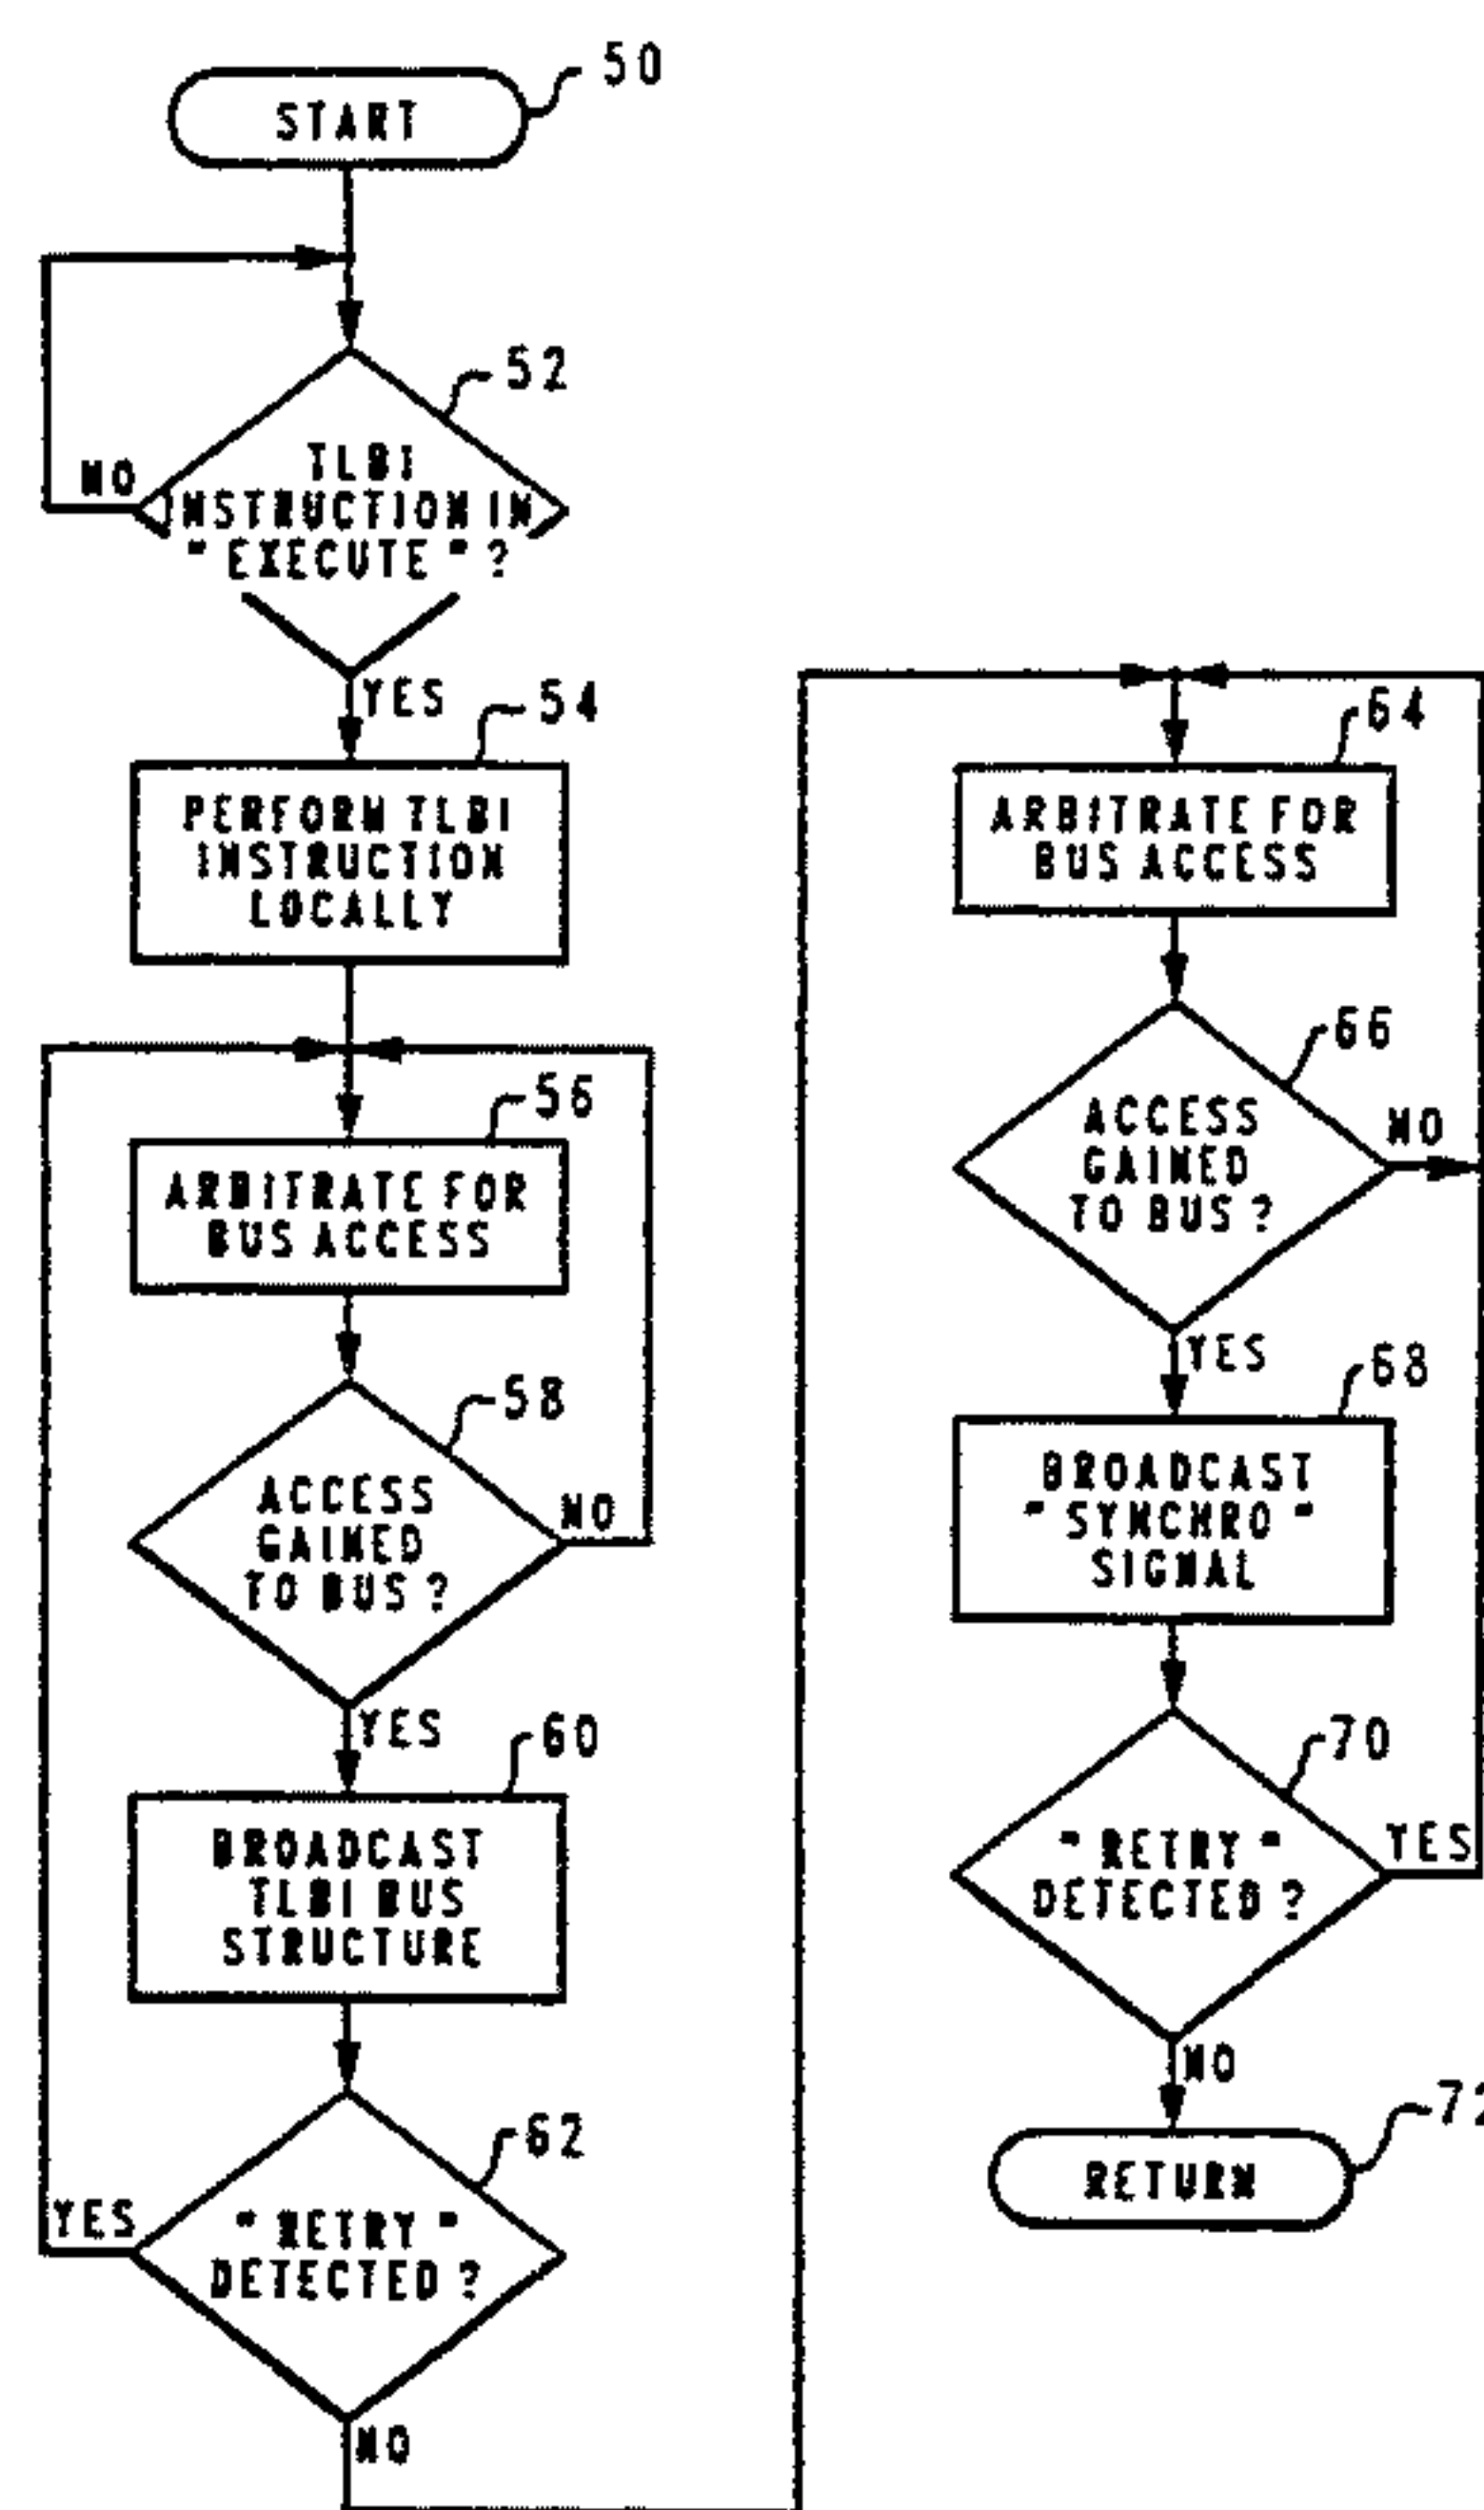 50
START
52
NO
TLBI
INSTRUCTION IN
"EXECUTE"?
YES
54
PERFORM TLBI
INSTRUCTION
LOCALLY
56
ARBITRATE FOR
BUS ACCESS
58
ACCESS
GAINED
TO BUS?
NO
YES
60
BROADCAST
TLBI BUS
STRUCTURE
62
YES
"RETRY"
DETECTED?
NO
64
ARBITRATE FOR
BUS ACCESS
66
ACCESS
GAINED
TO BUS?
NO
YES
68
BROADCAST
"SYNCHRO"
SIGNAL
70
"RETRY"
DETECTED?
YES
NO
72
RETURN